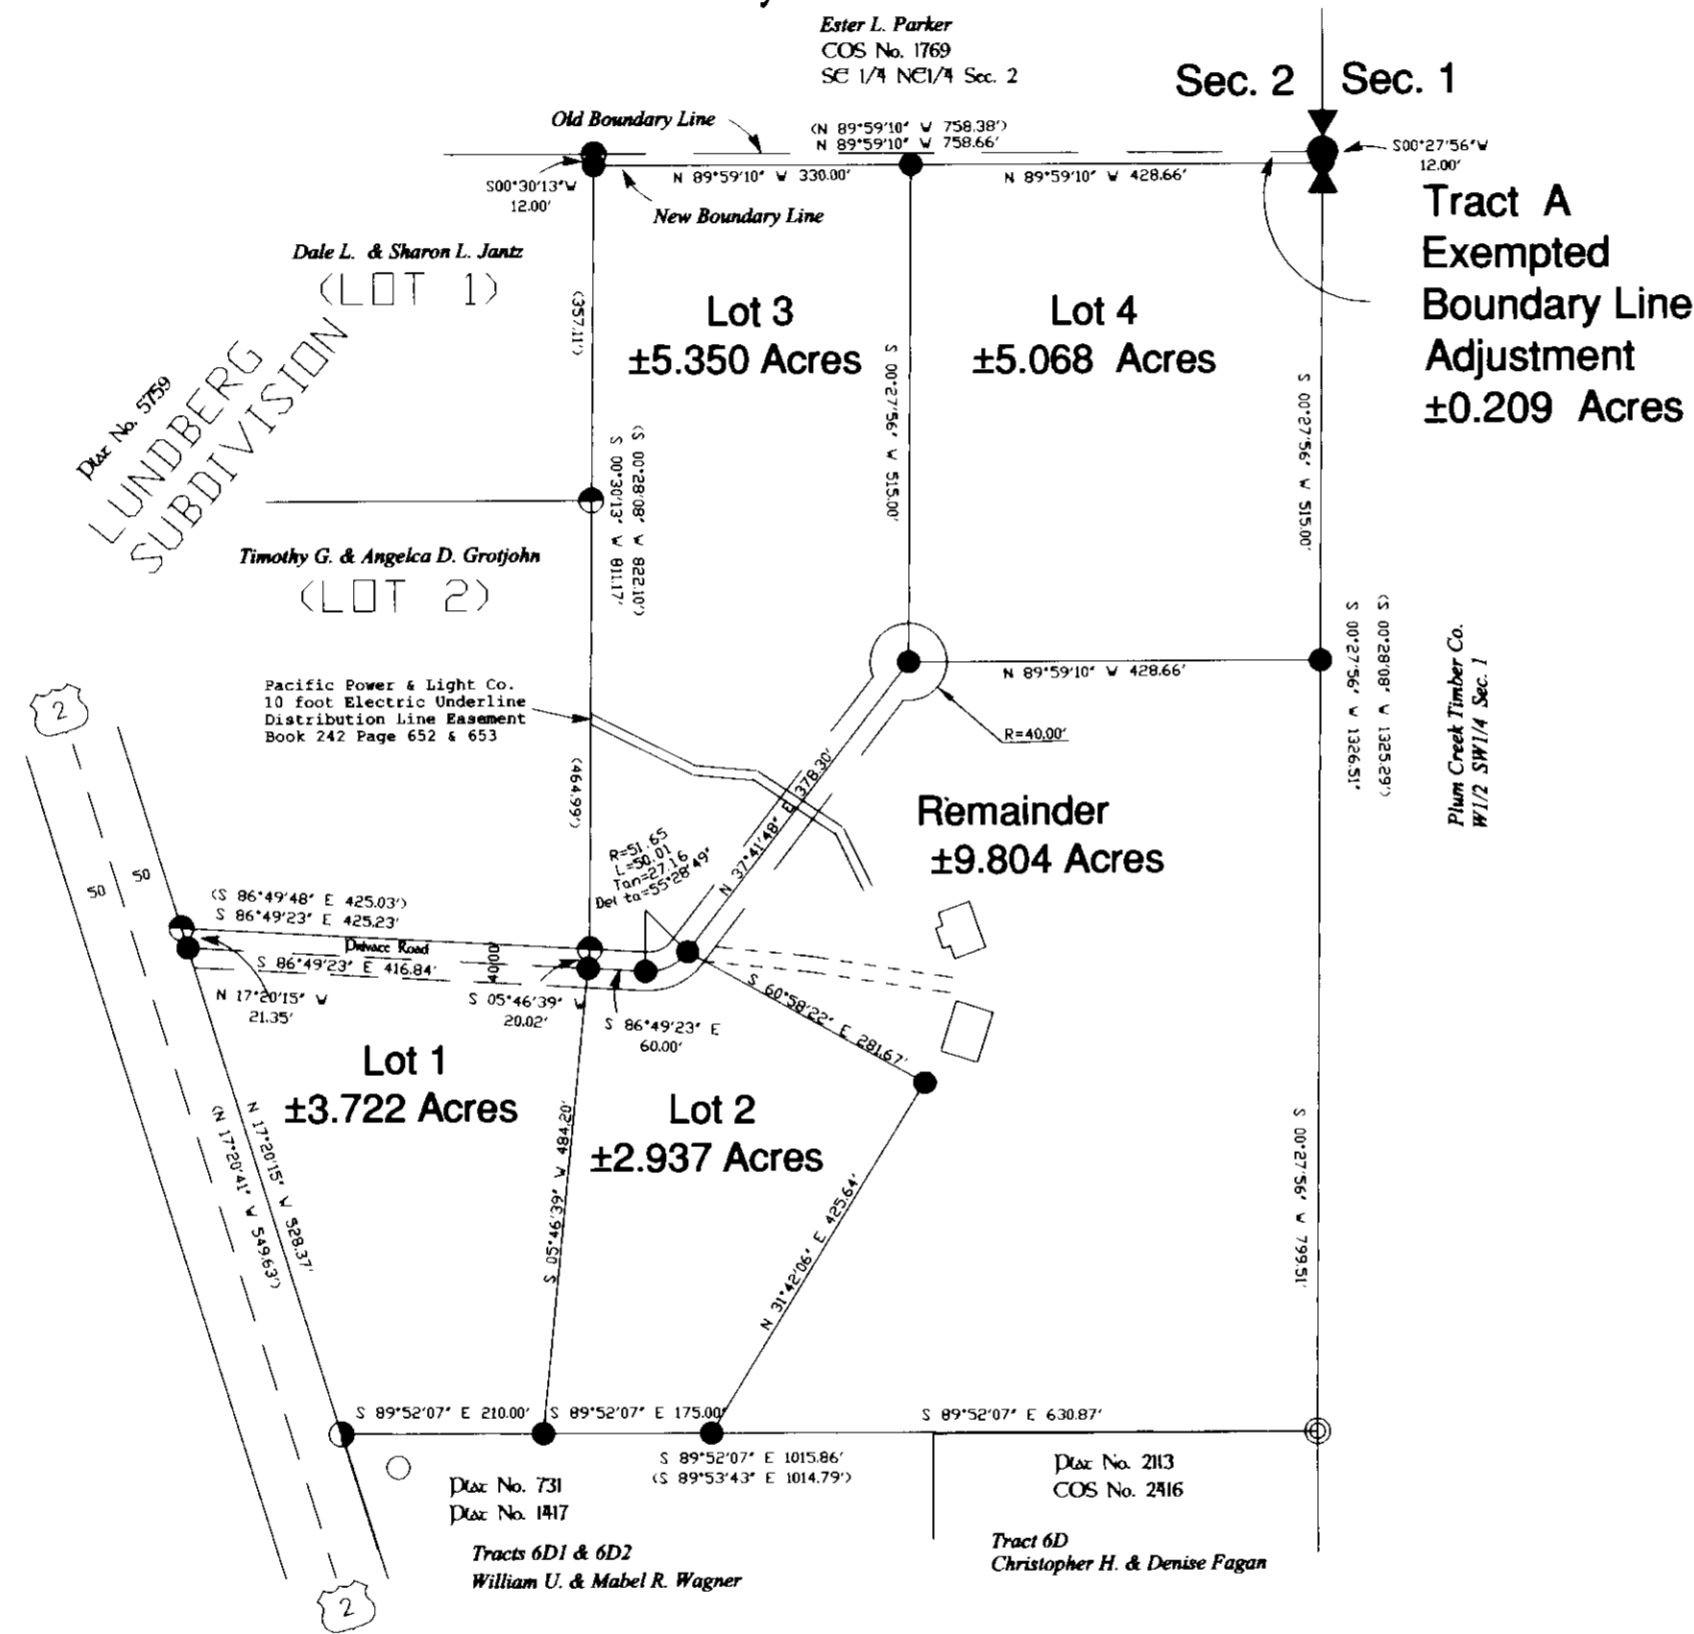 Ester L. Parker
COS No. 1769
SE 1/4 NE1/4 Sec. 2
Sec. 2
Sec. 1
Old Boundary Line
(N 89°59'10" W 758.38')
N 89°59'10" W 758.66'
S00°27'56"W
12.00'
S00°30'13"W
12.00'
N 89°59'10" W 330.00'
N 89°59'10" W 428.66'
New Boundary Line
Tract A
Exempted
Boundary Line
Adjustment
±0.209 Acres
Dale L. & Sharon L. Jantz
(LOT 1)
(357.11')
Lot 3
±5.350 Acres
Lot 4
±5.068 Acres
S 00°27'56" W 515.00'
S 00°27'56" W 515.00'
Plat No. 5759
LUNDBERG
SUBDIVISION
(S 00°28'08" W 822.10')
S 00°30'13" W 811.17'
Timothy G. & Angelca D. Grotjohn
(LOT 2)
(S 00°28'08" W 1325.29')
S 00°27'56" W 1326.51"
Plum Creek Timber Co.
W1/2 SW1/4 Sec. 1
N 89°59'10" W 428.66'
R=40.00'
Pacific Power & Light Co.
10 foot Electric Underline
Distribution Line Easement
Book 242 Page 652 & 653
2
(464.99')
N 37°41'48" E 378.30'
Remainder
±9.804 Acres
R=51.65
L=50.01
Tan=27.16
Delta=55°28'49"
50
50
(S 86°49'48" E 425.03')
S 86°49'23" E 425.23'
Private Road
40.00'
S 86°49'23" E 416.84'
N 17°20'15" W
21.35'
S 05°46'39" W
20.02'
S 86°49'23" E
60.00'
S 60°58'22" E 281.67'
Lot 1
±3.722 Acres
Lot 2
±2.937 Acres
N 17°20'15" W 528.37'
(N 17°20'41" W 549.63')
S 05°46'39" W 484.20'
N 31°42'06" E 425.64'
S 00°27'56" W 799.51'
S 89°52'07" E 210.00'
S 89°52'07" E 175.00'
S 89°52'07" E 630.87'
S 89°52'07" E 1015.86'
(S 89°53'43" E 1014.79')
Plat No. 731
Plat No. 1417
Plat No. 2113
COS No. 2416
Tracts 6D1 & 6D2
William U. & Mabel R. Wagner
Tract 6D
Christopher H. & Denise Fagan
2